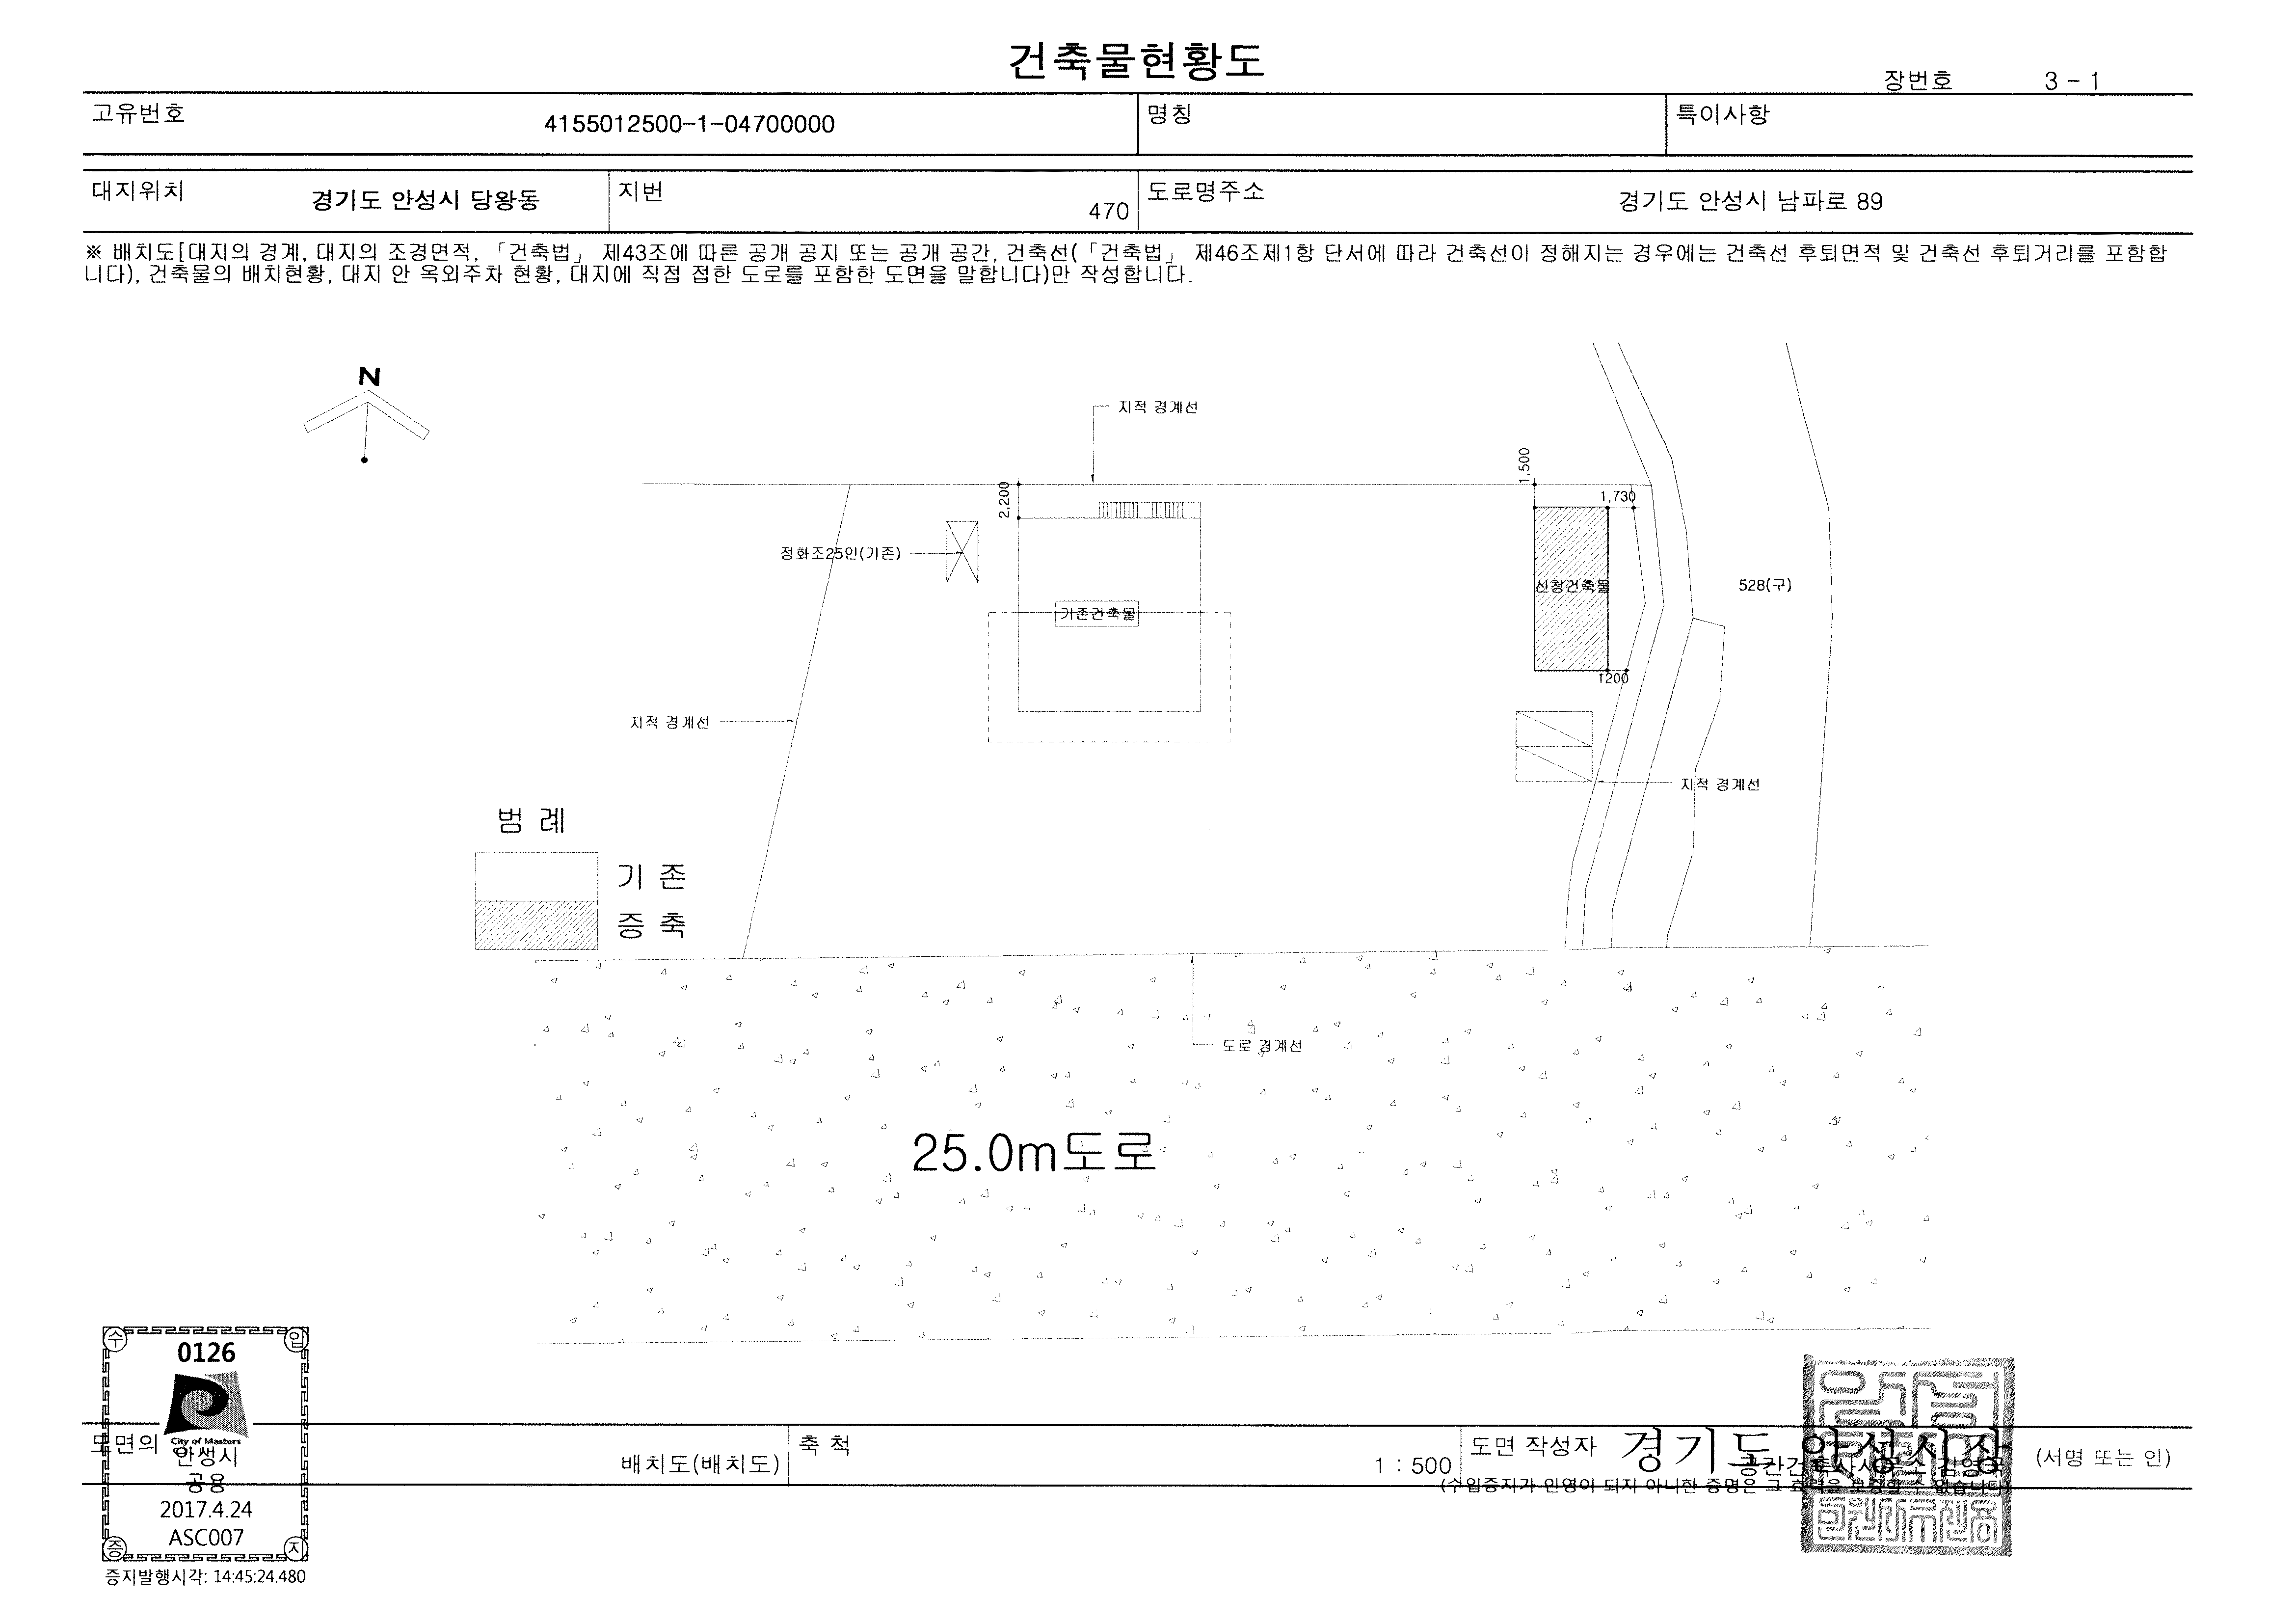 건축물현황도
장번호 3 - 1
고유번호 4155012500-1-04700000 명칭 특이사항
대지위치 경기도 안성시 당왕동 지번 470 도로명주소 경기도 안성시 남파로 89
※ 배치도[대지의 경계, 대지의 조경면적, 「건축법」 제43조에 따른 공개 공지 또는 공개 공간, 건축선(「건축법」 제46조제1항 단서에 따라 건축선이 정해지는 경우에는 건축선 후퇴면적 및 건축선 후퇴거리를 포함합
니다), 건축물의 배치현황, 대지 안 옥외주차 현황, 대지에 직접 접한 도로를 포함한 도면을 말합니다)만 작성합니다.
N
지적 경계선
2,200
1,500
1,730
정화조25인(기존)
신청건축물
528(구)
기존건축물
1200
지적 경계선
지적 경계선
범 례
기 존
증 축
도로 경계선
25.0m도로
수 입
0126
City of Masters
안성시
공용
2017.4.24
ASC007
증 지
증지발행시각: 14:45:24.480
면의 배치도(배치도) 축 척 1 : 500 도면 작성자 경기도 안성시장 (서명 또는 인)
공간건축사사무소
(수입증지가 인영이 되지 아니한 증명은 그 효력을 보증할 수 없습니다)